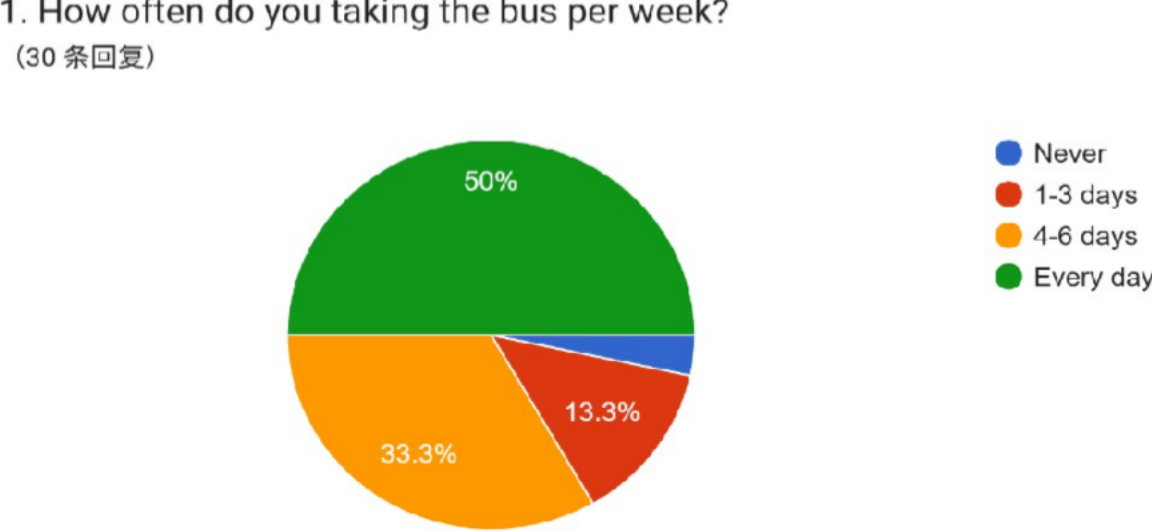 1. How often do you taking the bus per week?
(30 条回复)
50%
13.3%
33.3%
Never
1-3 days
4-6 days
Every day